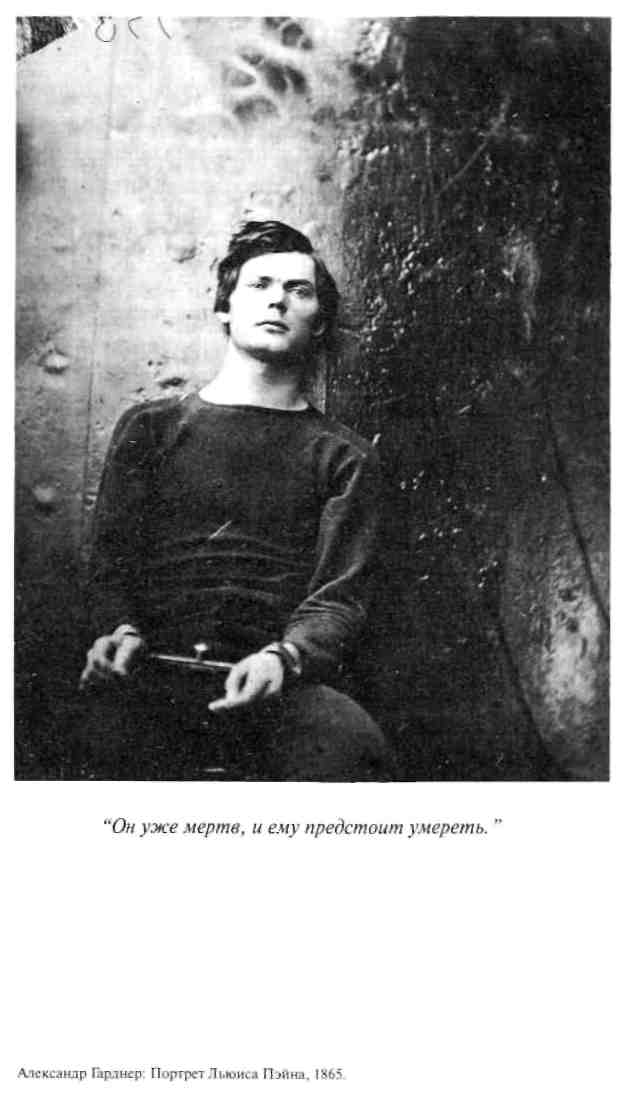 “Он уже мертв, и ему предстоит умереть.”
Александр Гарднер: Портрет Льюиса Пэйна, 1865.